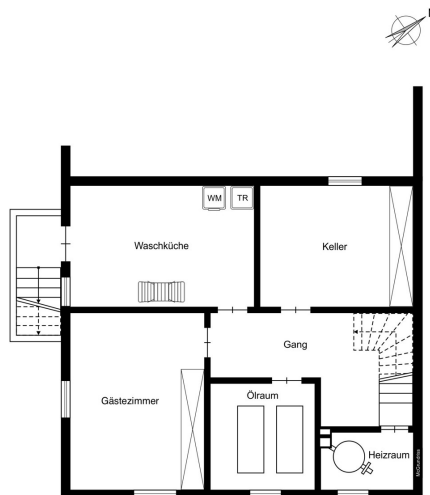 N
WM
TR
Waschküche
Keller
Gang
Gästezimmer
Ölraum
Heizraum